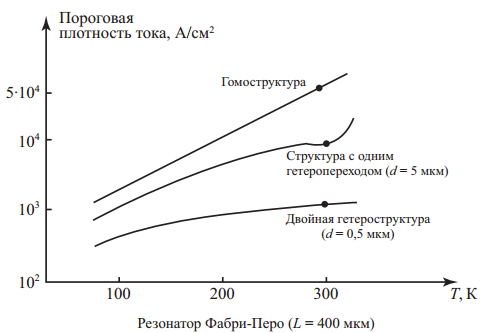 Пороговая
плотность тока, А/см²
Гомоструктура
5·10⁴
10⁴
Структура с одним
гетеропереходом (d = 5 мкм)
10³
Двойная гетероструктура
(d = 0,5 мкм)
10²
100 200 300 T, К
Резонатор Фабри-Перо (L = 400 мкм)